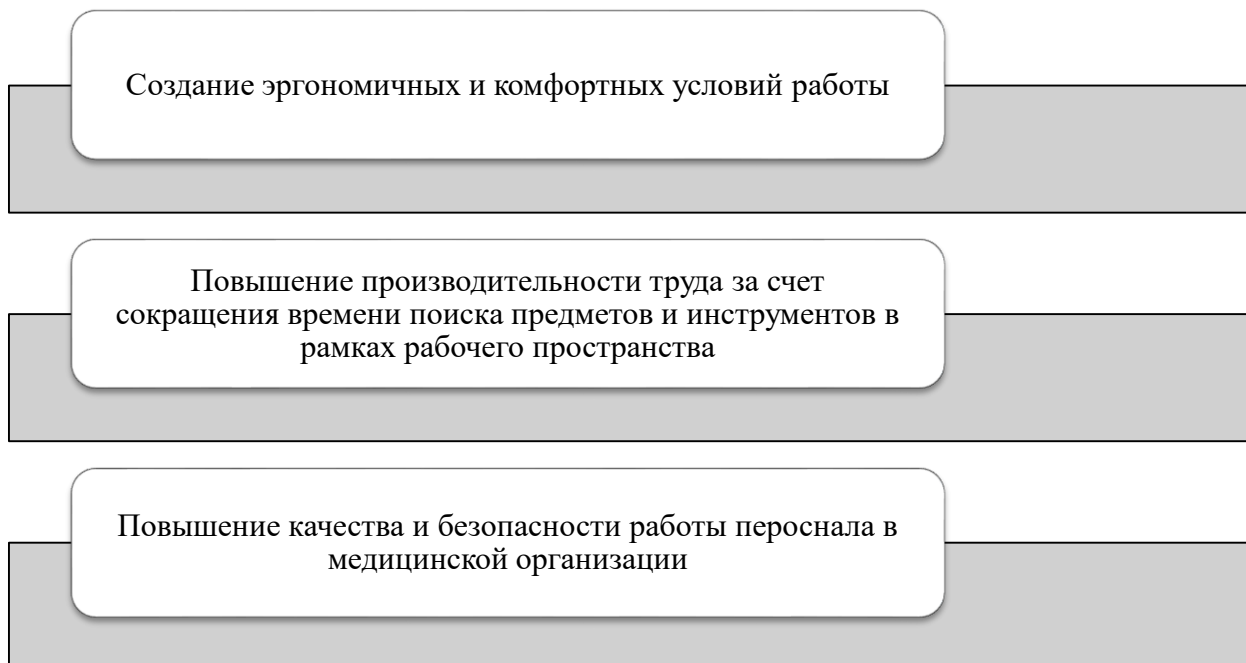 Создание эргономичных и комфортных условий работы
Повышение производительности труда за счет
сокращения времени поиска предметов и инструментов в
рамках рабочего пространства
Повышение качества и безопасности работы пероснала в
медицинской организации